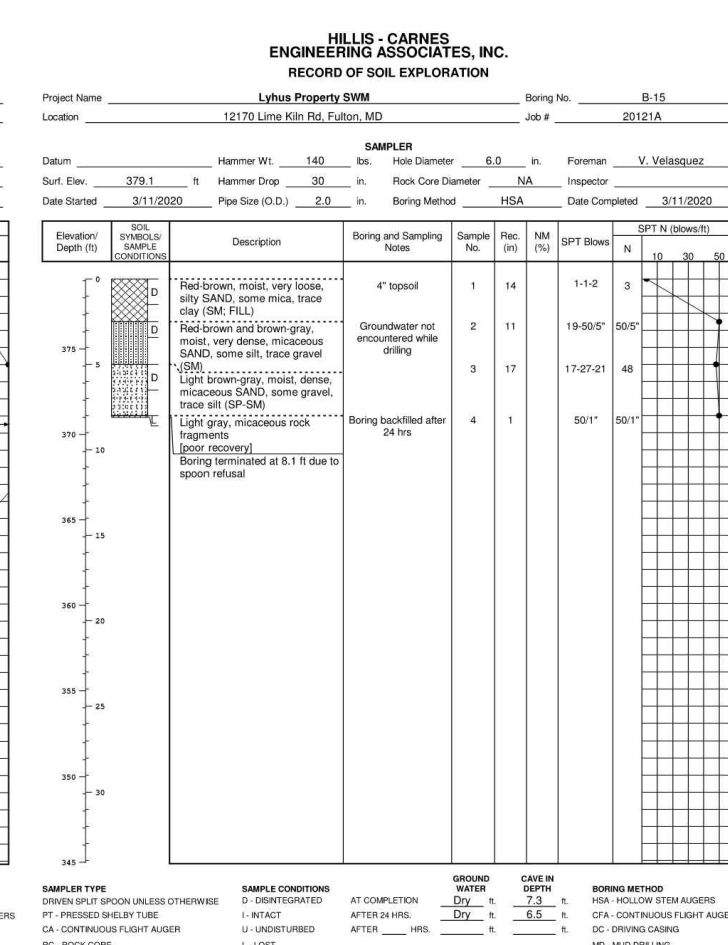 HILLIS - CARNES
ENGINEERING ASSOCIATES, INC.
RECORD OF SOIL EXPLORATION
Project Name Lyhus Property SWM Boring No. B-15
Location 12170 Lime Kiln Rd, Fulton, MD Job # 20121A
SAMPLER
Datum Hammer Wt. 140 lbs. Hole Diameter 6.0 in. Foreman V. Velasquez
Surf. Elev. 379.1 ft Hammer Drop 30 in. Rock Core Diameter NA Inspector
Date Started 3/11/2020 Pipe Size (O.D.) 2.0 in. Boring Method HSA Date Completed 3/11/2020
Elevation/ Depth (ft) SOIL SYMBOLS/ SAMPLE CONDITIONS Description Boring and Sampling Notes Sample No. Rec. (in) NM (%) SPT Blows N SPT N (blows/ft)
10 30 50
0
D Red-brown, moist, very loose, 4" topsoil 1 14 1-1-2 3
silty SAND, some mica, trace
clay (SM; FILL)
D Red-brown and brown-gray, Groundwater not 2 11 19-50/5" 50/5"
moist, very dense, micaceous encountered while
375 SAND, some silt, trace gravel drilling
5 (SM) 3 17 17-27-21 48
D Light brown-gray, moist, dense,
micaceous SAND, some gravel,
trace silt (SP-SM)
L Light gray, micaceous rock Boring backfilled after 4 1 50/1" 50/1"
370 fragments 24 hrs
10 [poor recovery]
Boring terminated at 8.1 ft due to
spoon refusal
365
15
360
20
355
25
350
30
345
GROUND WATER CAVE IN DEPTH
SAMPLER TYPE SAMPLE CONDITIONS BORING METHOD
DRIVEN SPLIT SPOON UNLESS OTHERWISE D - DISINTEGRATED AT COMPLETION Dry ft. 7.3 ft. HSA - HOLLOW STEM AUGERS
ERS PT - PRESSED SHELBY TUBE I - INTACT AFTER 24 HRS. Dry ft. 6.5 ft. CFA - CONTINUOUS FLIGHT AUGE
CA - CONTINUOUS FLIGHT AUGER U - UNDISTURBED AFTER HRS. ft. ft. DC - DRIVING CASING
RC - ROCK CORE L - LOST MD - MUD DRILLING